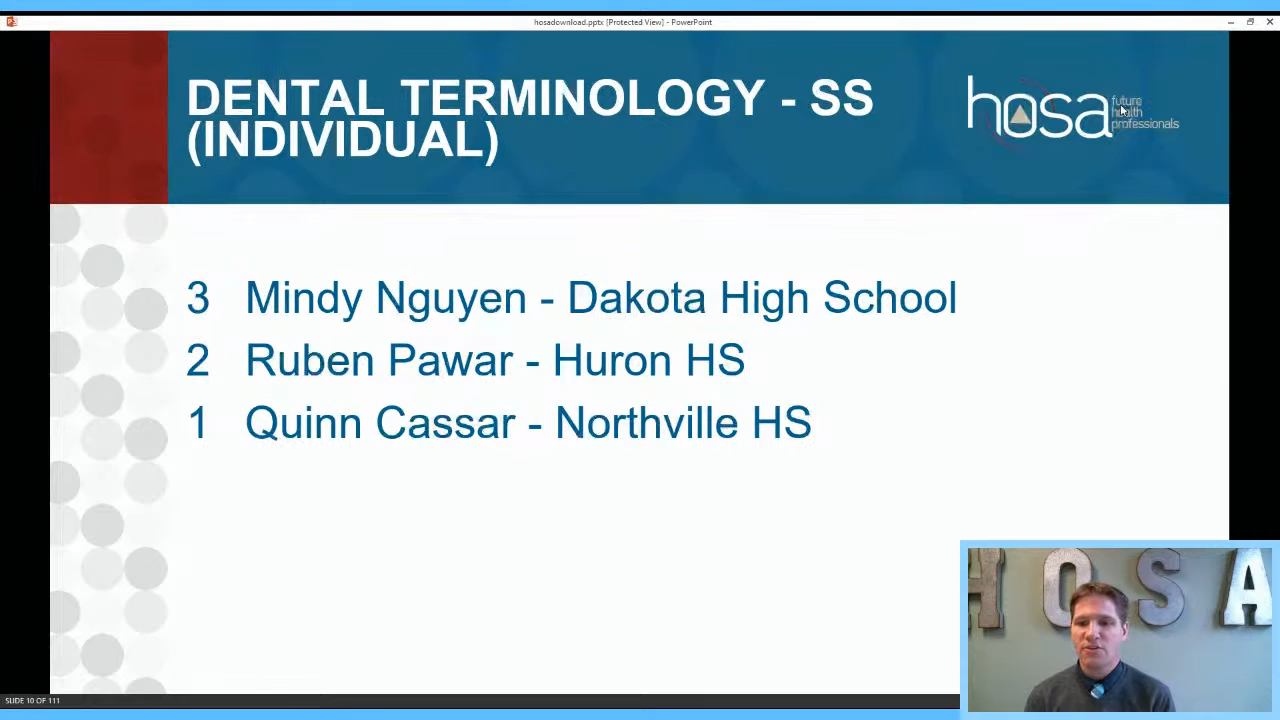 hosadownload.pptx [Protected View] - PowerPoint
DENTAL TERMINOLOGY - SS
(INDIVIDUAL)
hosa
future
health
professionals
3 Mindy Nguyen - Dakota High School
2 Ruben Pawar - Huron HS
1 Quinn Cassar - Northville HS
HOSA
SLIDE 10 OF 111